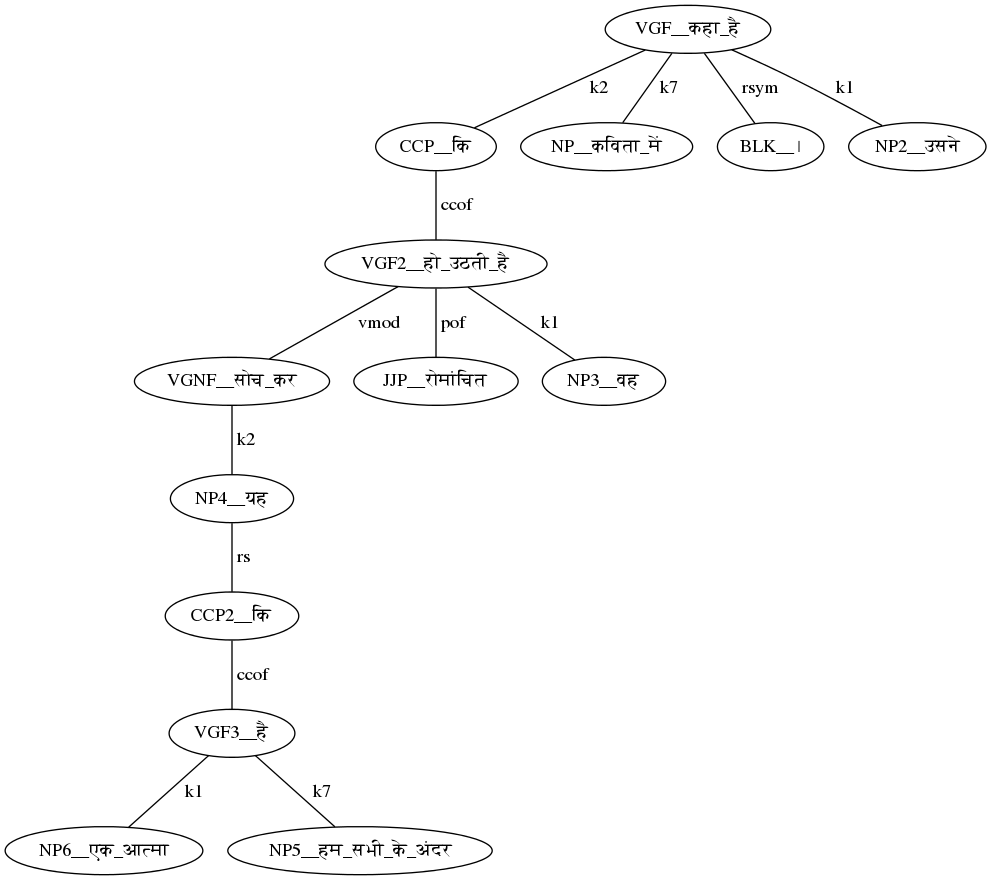 VGF__कहा_है
k2 k7 rsym k1
CCP__कि NP__कविता_में BLK__। NP2__उसने
ccof
VGF2__हो_उठती_है
vmod pof k1
VGNF__सोच_कर JJP__रोमांचित NP3__वह
k2
NP4__यह
rs
CCP2__कि
ccof
VGF3__है
k1 k7
NP6__एक_आत्मा NP5__हम_सभी_के_अंदर